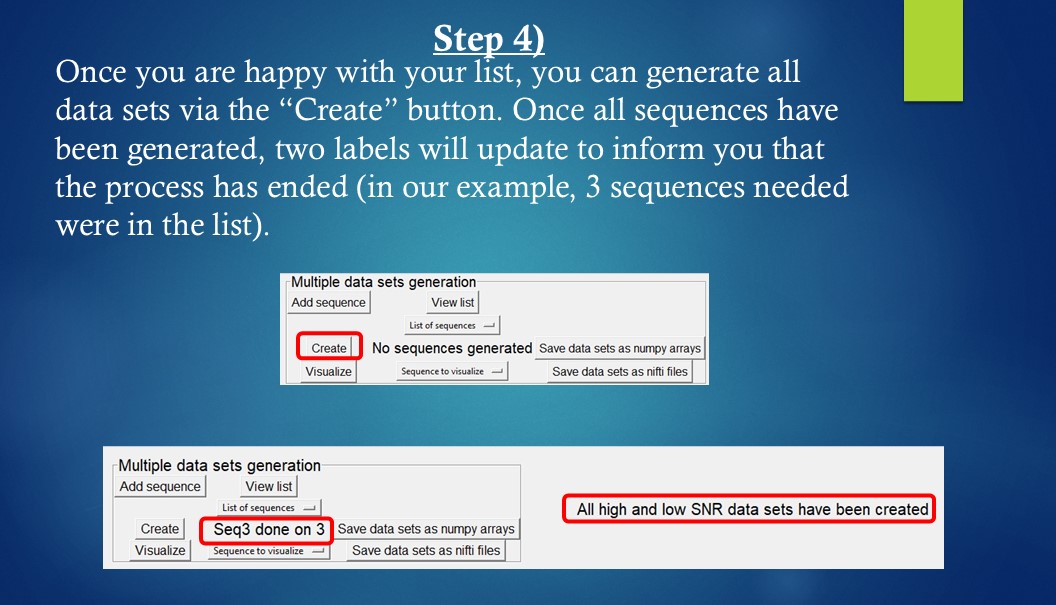 Step 4)
Once you are happy with your list, you can generate all
data sets via the “Create” button. Once all sequences have
been generated, two labels will update to inform you that
the process has ended (in our example, 3 sequences needed
were in the list).
Multiple data sets generation
Add sequence View list
List of sequences
Create No sequences generated Save data sets as numpy arrays
Visualize Sequence to visualize Save data sets as nifti files
Multiple data sets generation
Add sequence View list
List of sequences
Create Seq3 done on 3 Save data sets as numpy arrays
Visualize Sequence to visualize Save data sets as nifti files
All high and low SNR data sets have been created